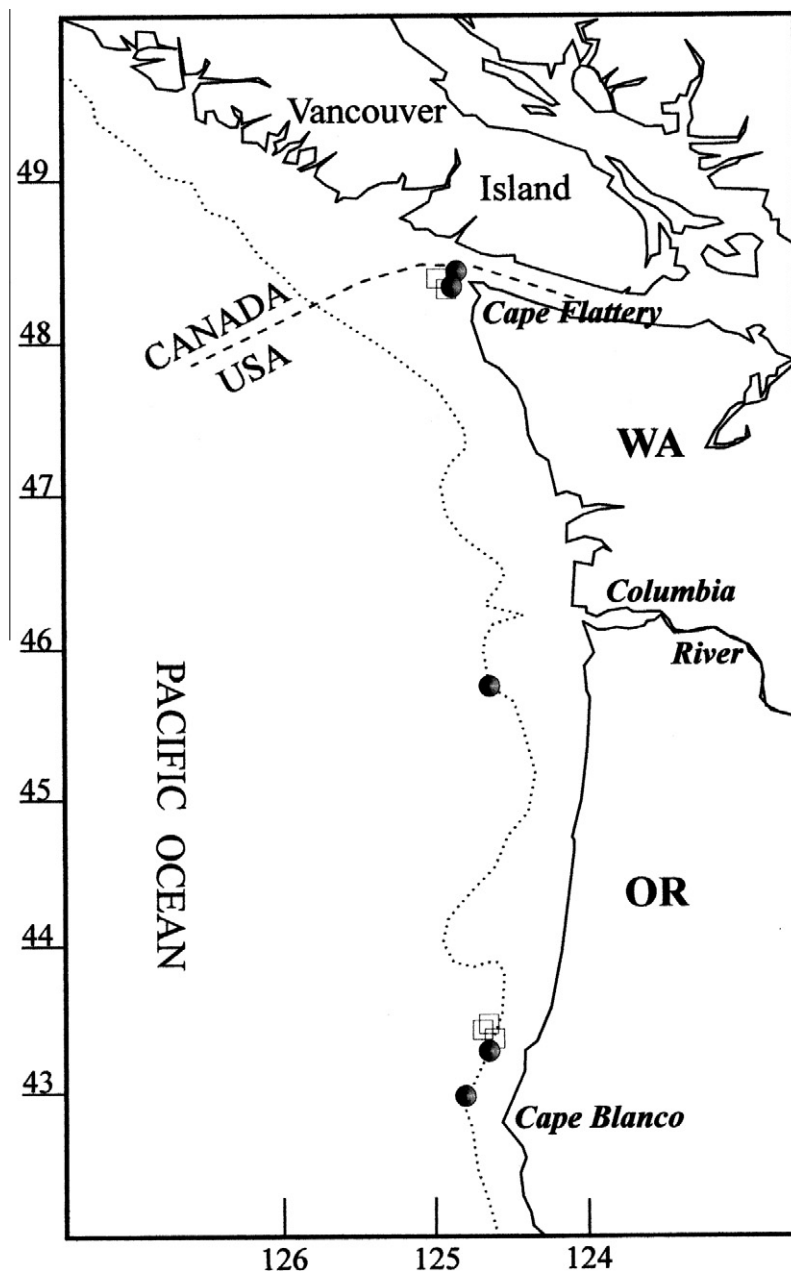 Vancouver
Island
49
CANADA
USA
Cape Flattery
48
WA
47
Columbia
River
46
PACIFIC OCEAN
45
OR
44
43
Cape Blanco
126
125
124